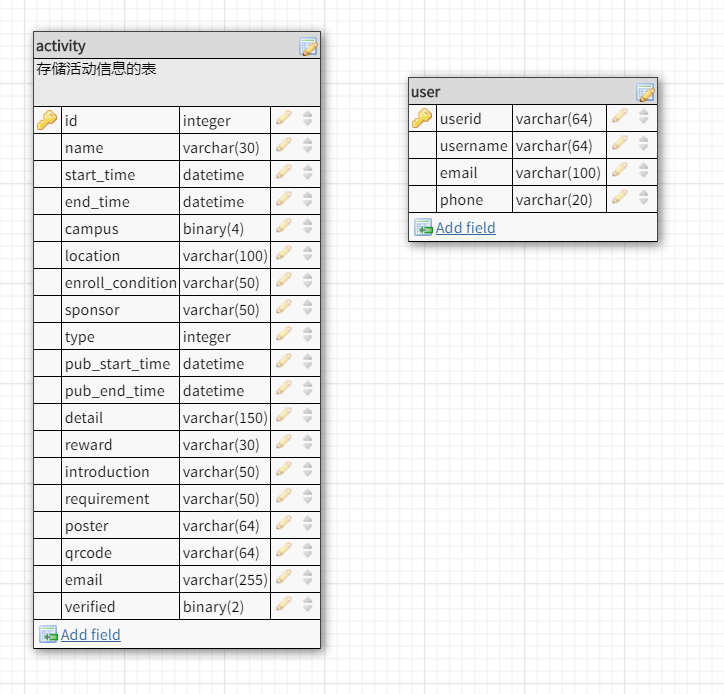 activity
存储活动信息的表
id integer
name varchar(30)
start_time datetime
end_time datetime
campus binary(4)
location varchar(100)
enroll_condition varchar(50)
sponsor varchar(50)
type integer
pub_start_time datetime
pub_end_time datetime
detail varchar(150)
reward varchar(30)
introduction varchar(50)
requirement varchar(50)
poster varchar(64)
qrcode varchar(64)
email varchar(255)
verified binary(2)
Add field
user
userid varchar(64)
username varchar(64)
email varchar(100)
phone varchar(20)
Add field